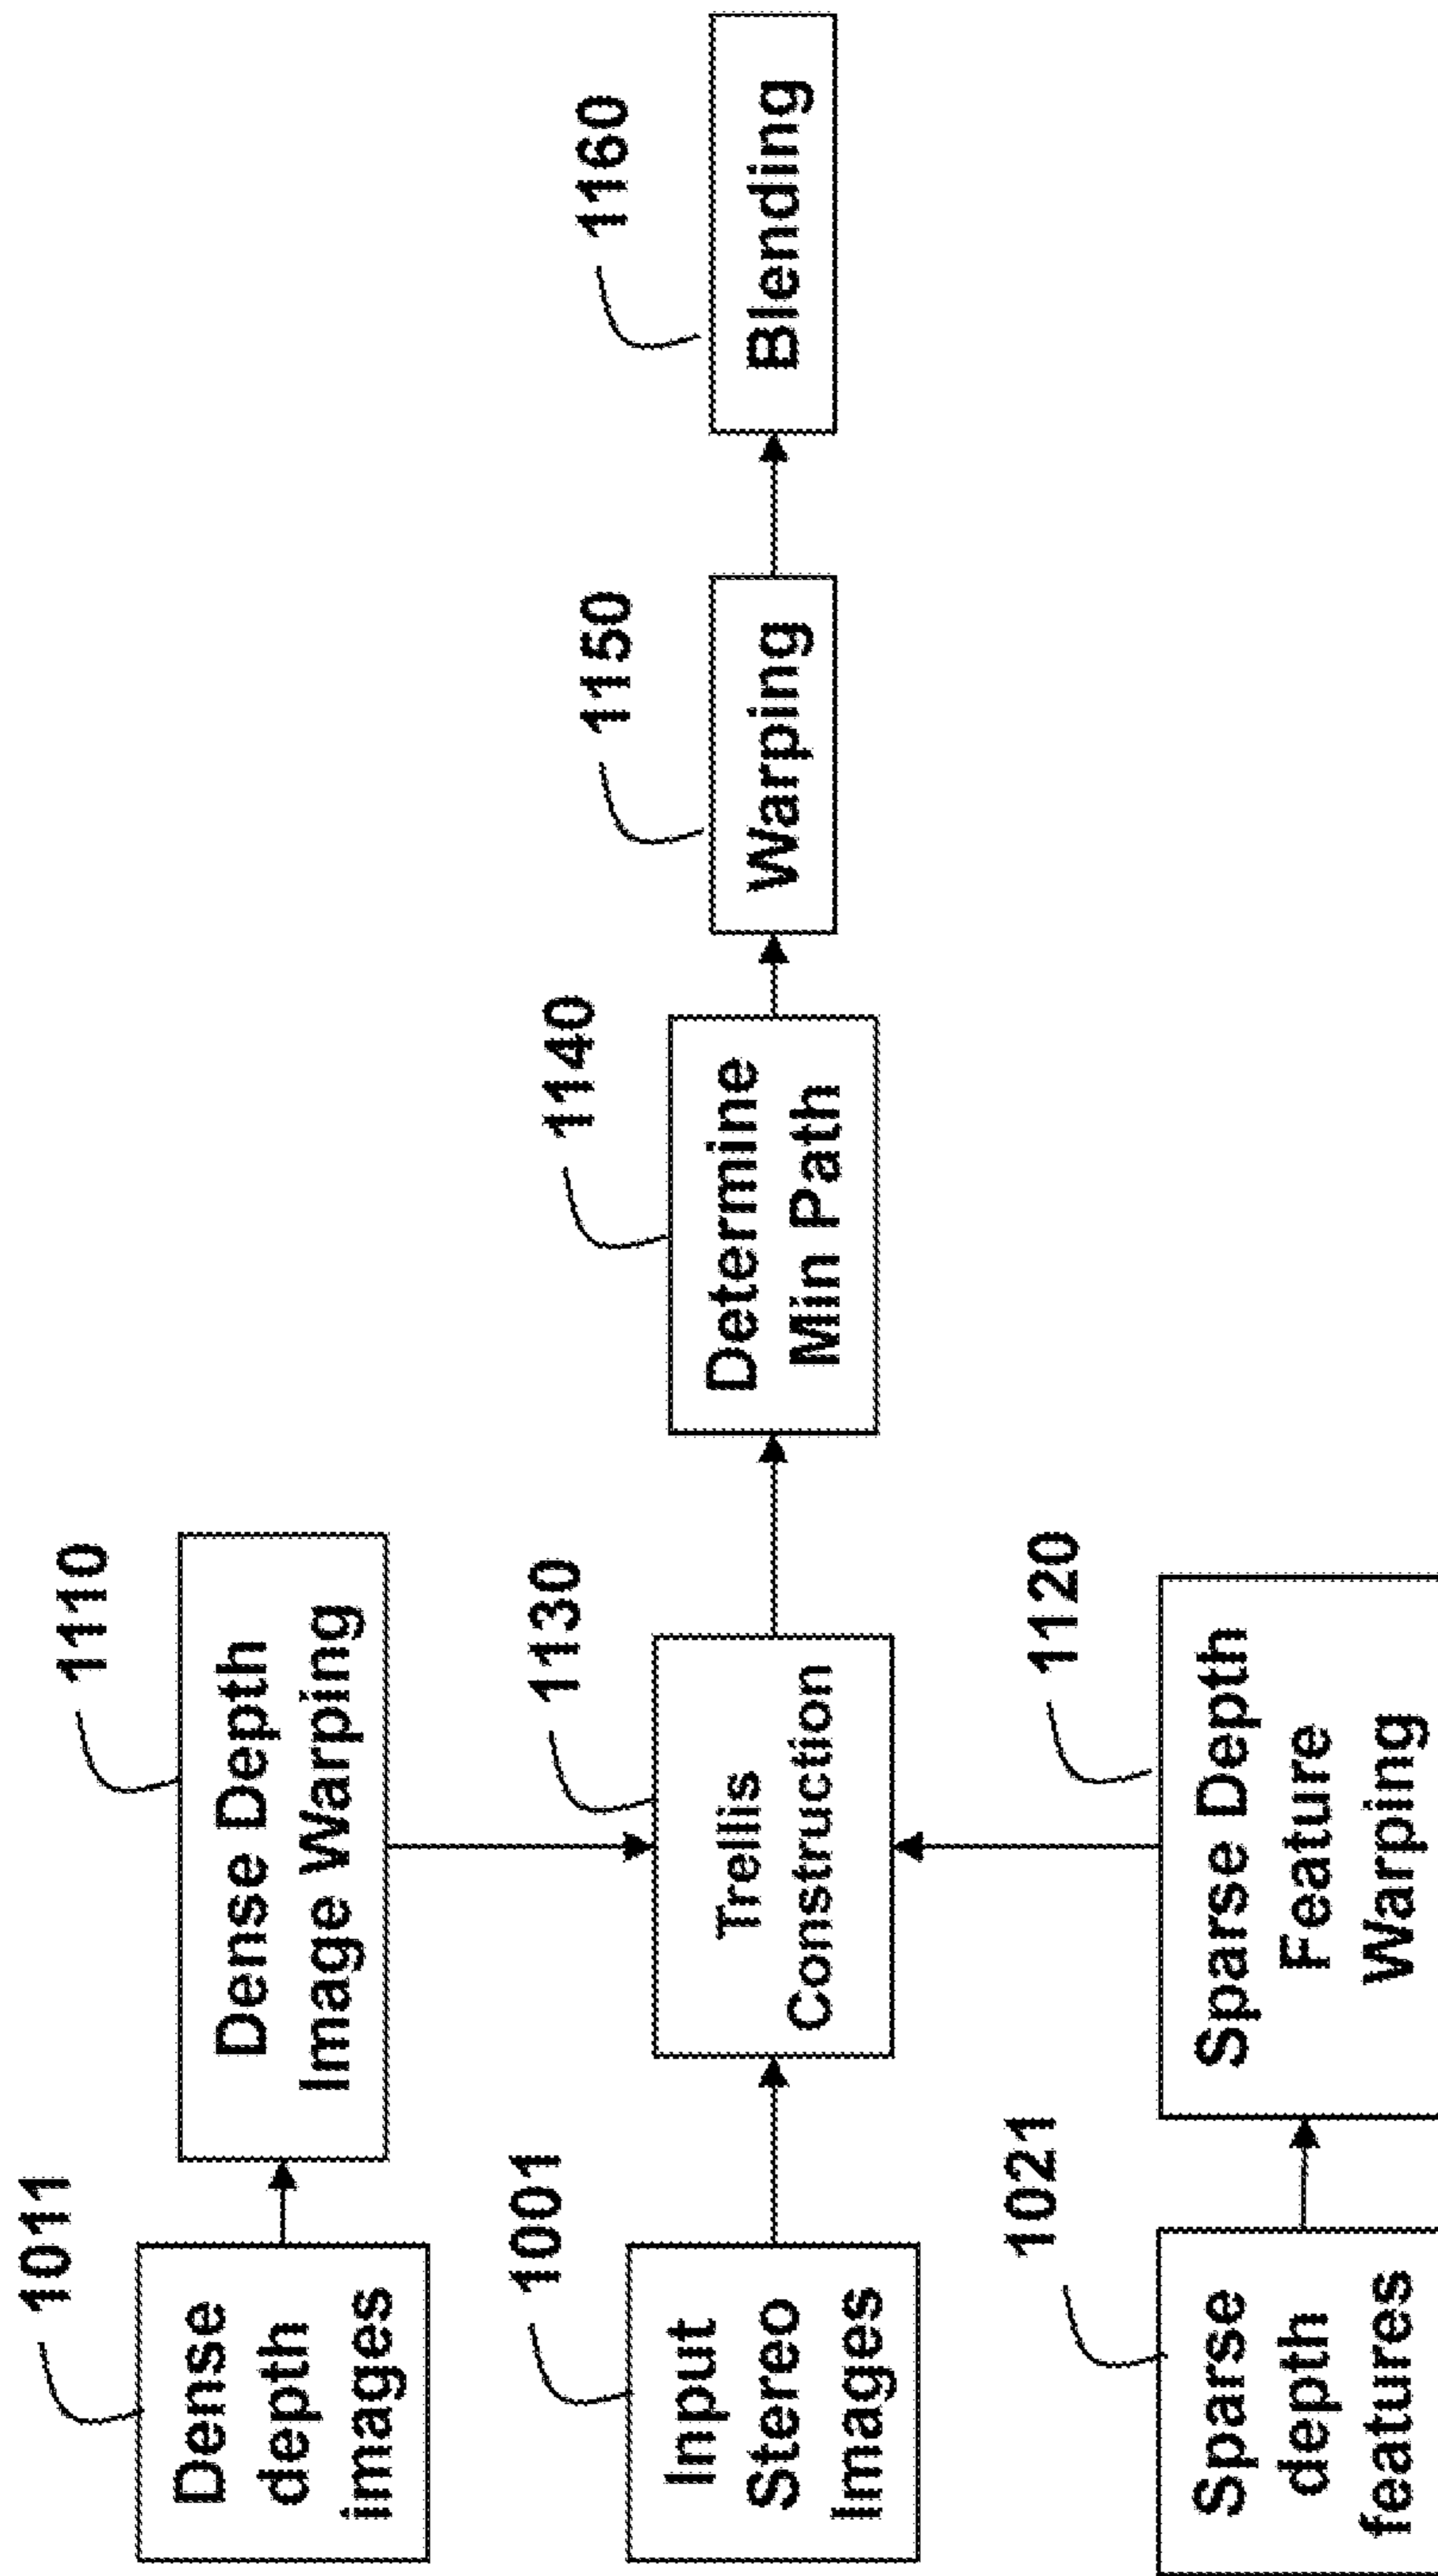 1011
Dense
depth
images
1110
Dense Depth
Image Warping
1001
Input
Stereo
Images
1130
Trellis
Construction
1140
Determine
Min Path
1150
Warping
1160
Blending
1021
Sparse
depth
features
1120
Sparse Depth
Feature
Warping